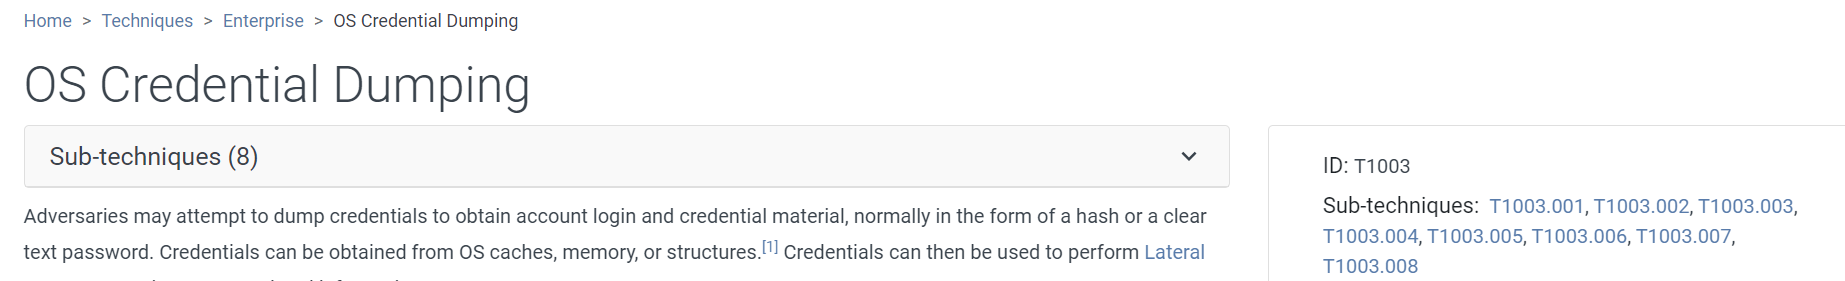 Home > Techniques > Enterprise > OS Credential Dumping
OS Credential Dumping
Sub-techniques (8)
Adversaries may attempt to dump credentials to obtain account login and credential material, normally in the form of a hash or a clear
text password. Credentials can be obtained from OS caches, memory, or structures.[1] Credentials can then be used to perform Lateral
ID: T1003
Sub-techniques: T1003.001, T1003.002, T1003.003,
T1003.004, T1003.005, T1003.006, T1003.007,
T1003.008